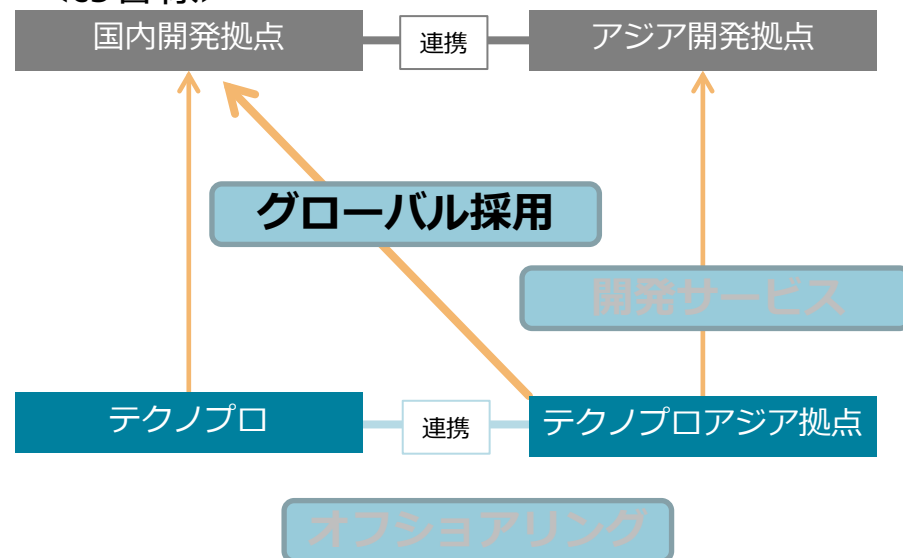 国内開発拠点
連携
アジア開発拠点
グローバル採用
開発サービス
テクノプロ
連携
テクノプロアジア拠点
オフショアリング